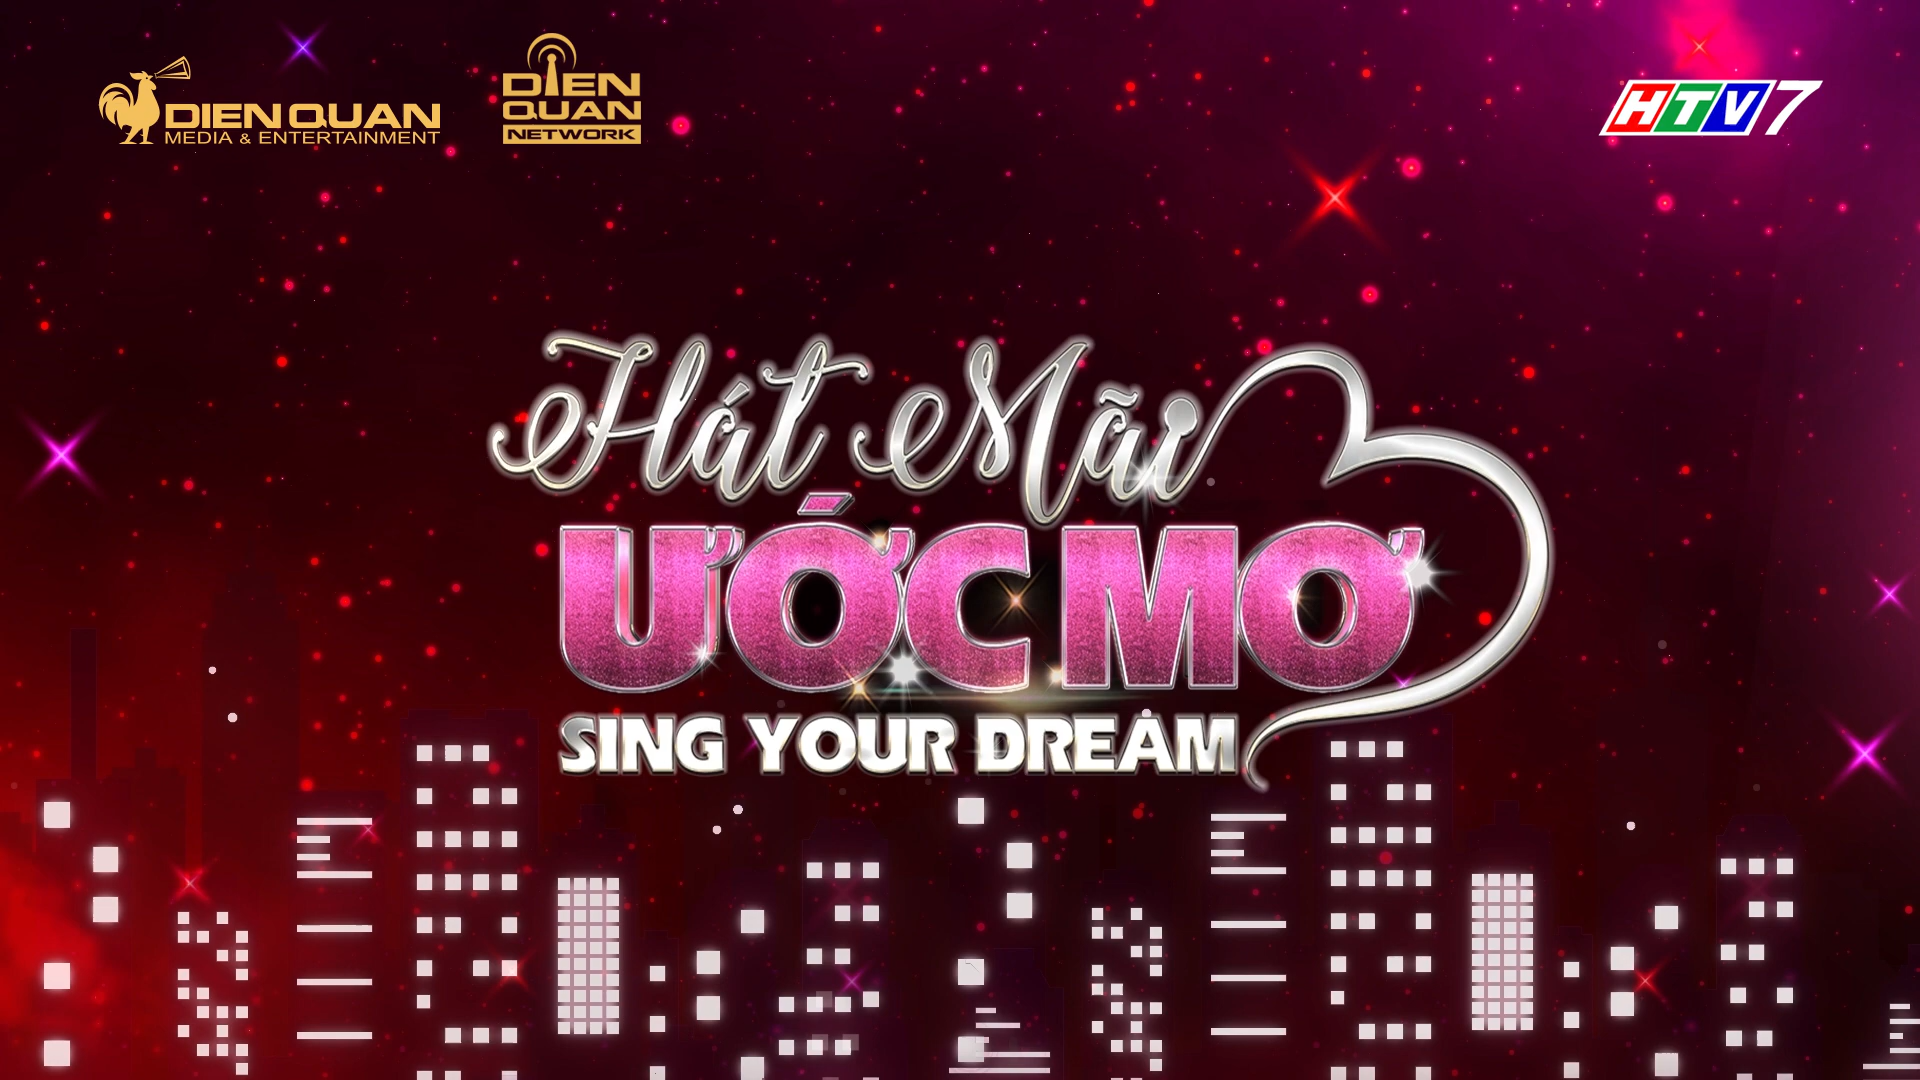 DIEN QUAN
MEDIA & ENTERTAINMENT
DIEN
QUAN
NETWORK
HTV7
Hát Mãi
ƯỚC MƠ
SING YOUR DREAM